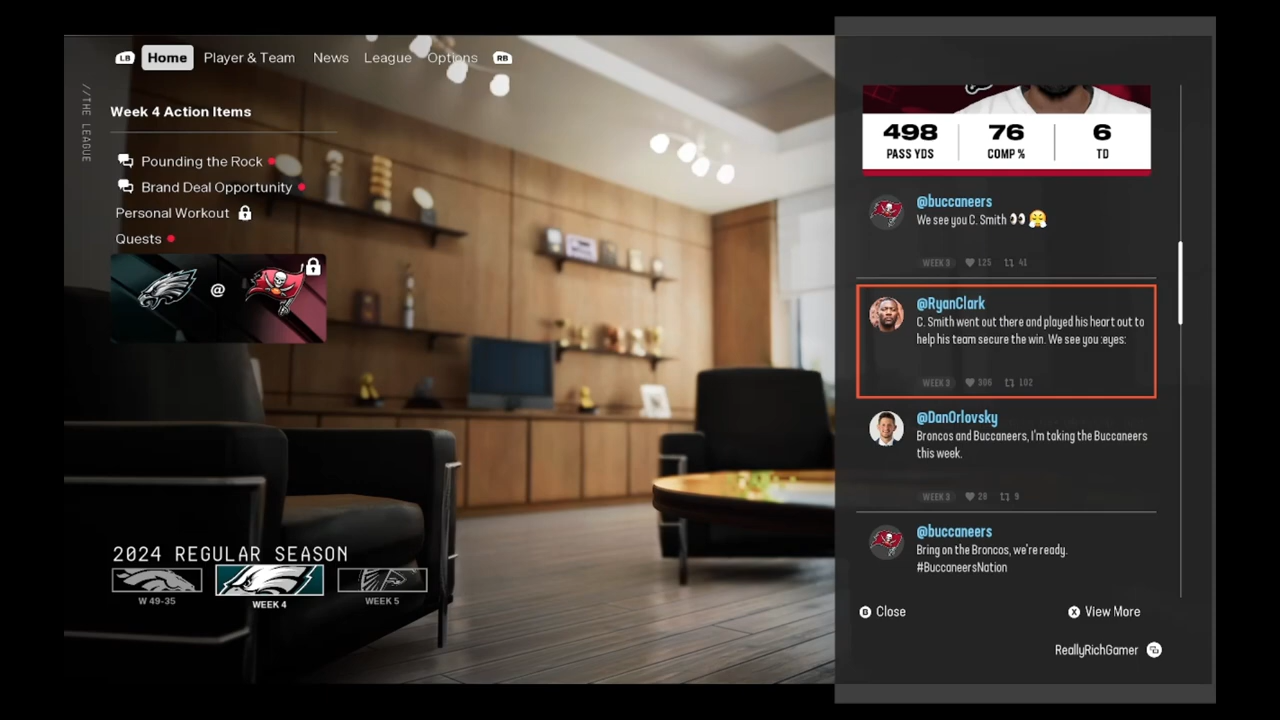 LB
Home
Player & Team
News
League
Options
RB
//THE LEAGUE
Week 4 Action Items
Pounding the Rock
Brand Deal Opportunity
Personal Workout
Quests
@
2024 REGULAR SEASON
W 49-35
WEEK 4
WEEK 5
498
76
6
PASS YDS
COMP %
TD
@buccaneers
We see you C. Smith 👀 😤
WEEK 3 125 41
@RyanClark
C. Smith went out there and played his heart out to
help his team secure the win. We see you :eyes:
WEEK 3 306 102
@DanOrlovsky
Broncos and Buccaneers, I'm taking the Buccaneers
this week.
WEEK 3 28 9
@buccaneers
Bring on the Broncos, we're ready.
#BuccaneersNation
B Close
X View More
ReallyRichGamer